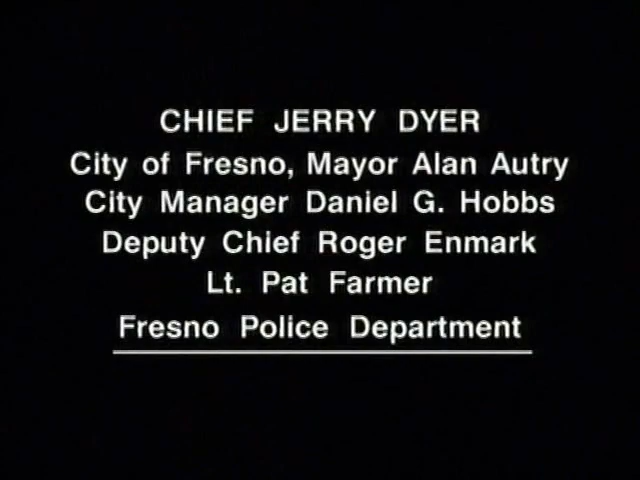 CHIEF JERRY DYER
City of Fresno, Mayor Alan Autry
City Manager Daniel G. Hobbs
Deputy Chief Roger Enmark
Lt. Pat Farmer
Fresno Police Department